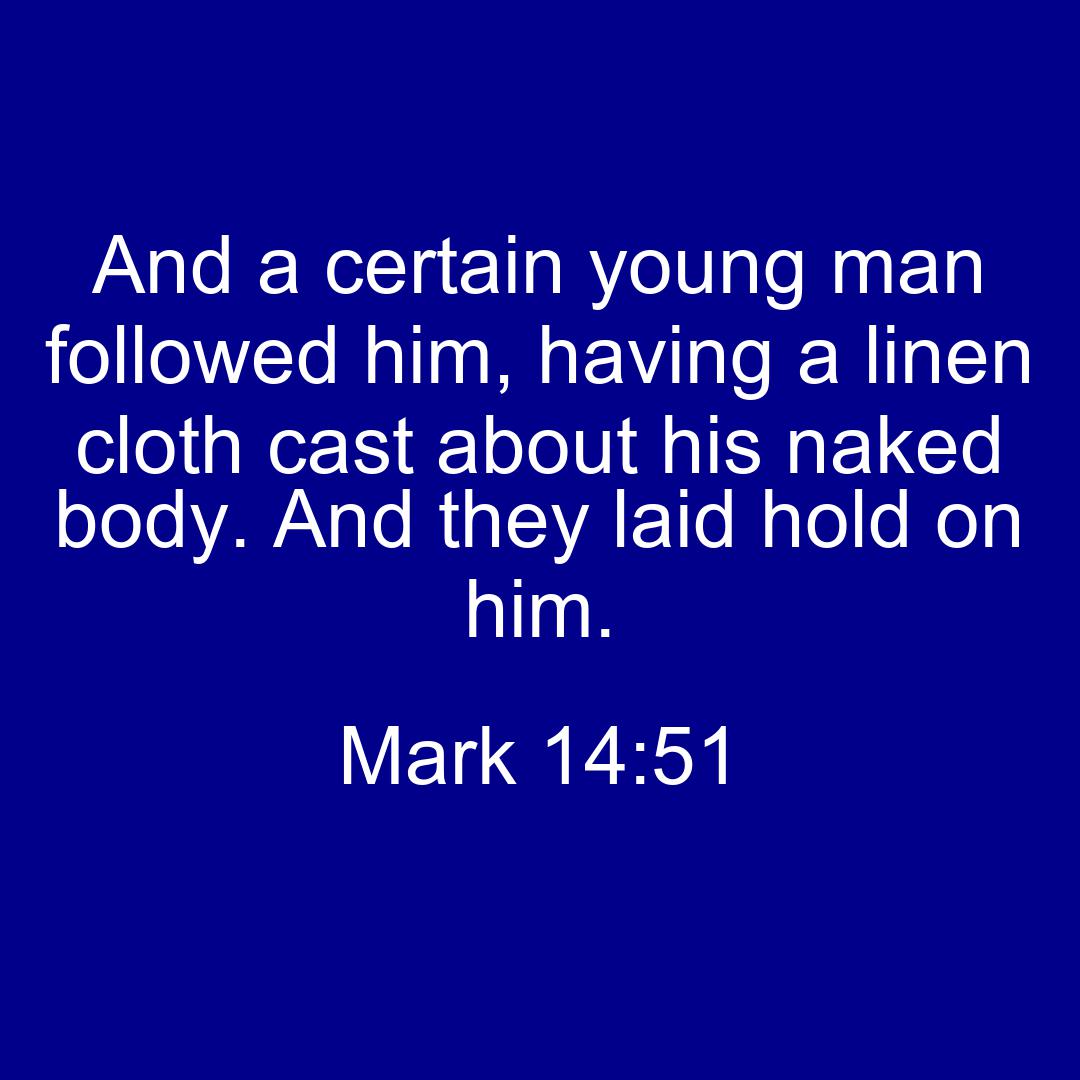 And a certain young man
followed him, having a linen
cloth cast about his naked
body. And they laid hold on
him.
Mark 14:51